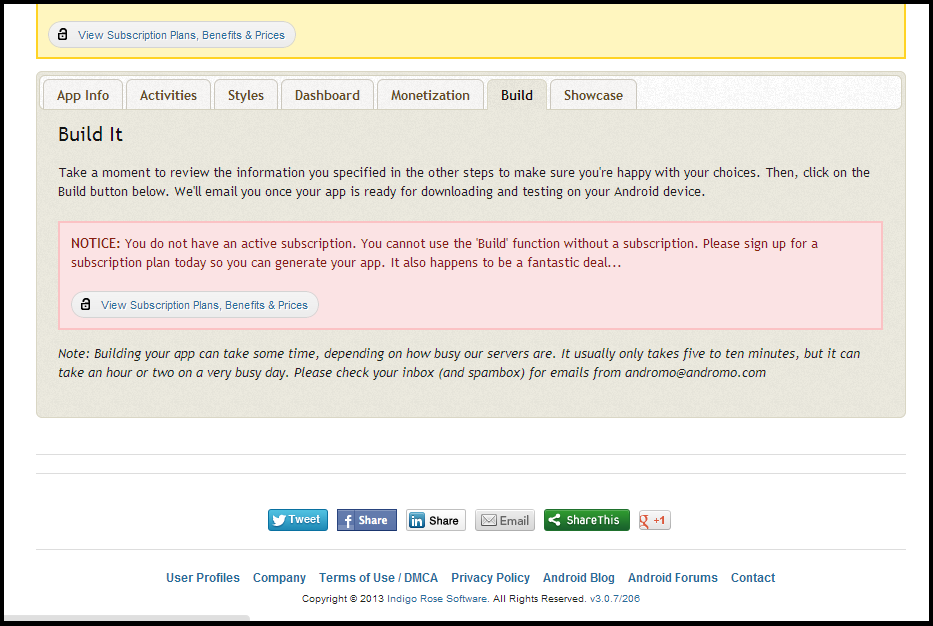 View Subscription Plans, Benefits & Prices
App Info Activities Styles Dashboard Monetization Build Showcase
Build It
Take a moment to review the information you specified in the other steps to make sure you're happy with your choices. Then, click on the
Build button below. We'll email you once your app is ready for downloading and testing on your Android device.
NOTICE: You do not have an active subscription. You cannot use the 'Build' function without a subscription. Please sign up for a
subscription plan today so you can generate your app. It also happens to be a fantastic deal...
View Subscription Plans, Benefits & Prices
Note: Building your app can take some time, depending on how busy our servers are. It usually only takes five to ten minutes, but it can
take an hour or two on a very busy day. Please check your inbox (and spambox) for emails from andromo@andromo.com
Tweet f Share in Share Email ShareThis g +1
User Profiles Company Terms of Use / DMCA Privacy Policy Android Blog Android Forums Contact
Copyright © 2013 Indigo Rose Software. All Rights Reserved. v3.0.7/206